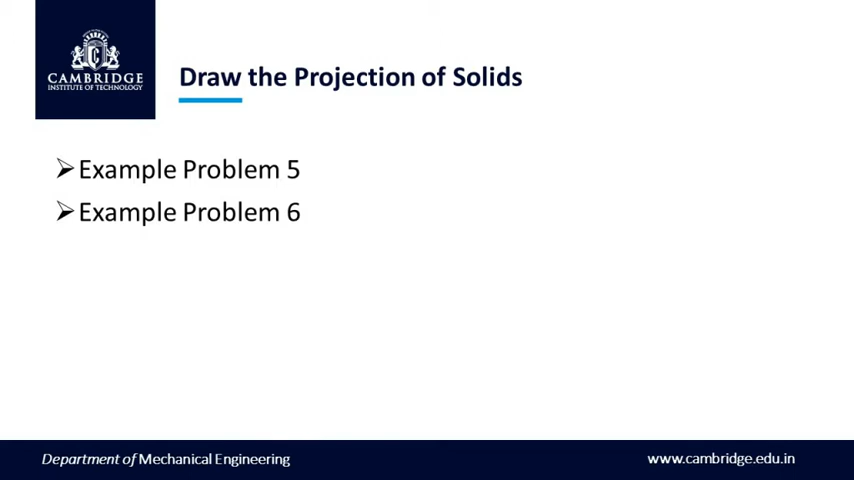 CAMBRIDGE
INSTITUTE OF TECHNOLOGY
Draw the Projection of Solids
➢Example Problem 5
➢Example Problem 6
Department of Mechanical Engineering
www.cambridge.edu.in